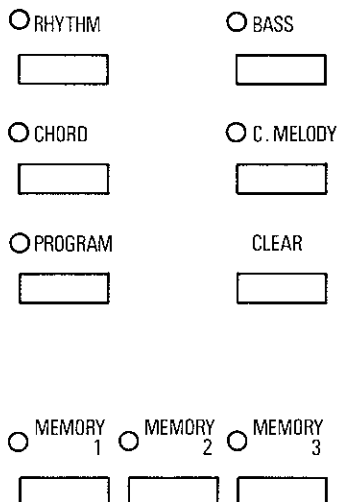 RHYTHM BASS
CHORD C. MELODY
PROGRAM CLEAR
MEMORY 1 MEMORY 2 MEMORY 3